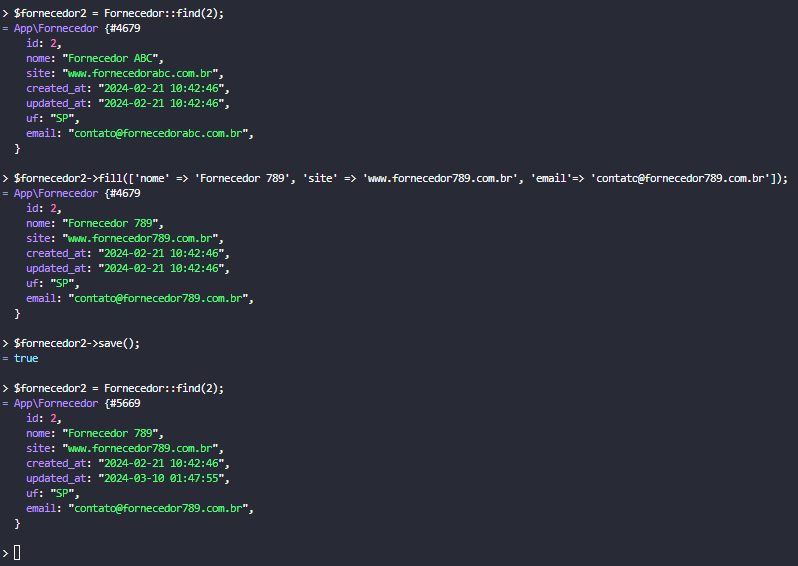 > $fornecedor2 = Fornecedor::find(2);
= App\Fornecedor {#4679
id: 2,
nome: "Fornecedor ABC",
site: "www.fornecedorabc.com.br",
created_at: "2024-02-21 10:42:46",
updated_at: "2024-02-21 10:42:46",
uf: "SP",
email: "contato@fornecedorabc.com.br",
}
> $fornecedor2->fill(['nome' => 'Fornecedor 789', 'site' => 'www.fornecedor789.com.br', 'email'=> 'contato@fornecedor789.com.br']);
= App\Fornecedor {#4679
id: 2,
nome: "Fornecedor 789",
site: "www.fornecedor789.com.br",
created_at: "2024-02-21 10:42:46",
updated_at: "2024-02-21 10:42:46",
uf: "SP",
email: "contato@fornecedor789.com.br",
}
> $fornecedor2->save();
= true
> $fornecedor2 = Fornecedor::find(2);
= App\Fornecedor {#5669
id: 2,
nome: "Fornecedor 789",
site: "www.fornecedor789.com.br",
created_at: "2024-02-21 10:42:46",
updated_at: "2024-03-10 01:47:55",
uf: "SP",
email: "contato@fornecedor789.com.br",
}
>